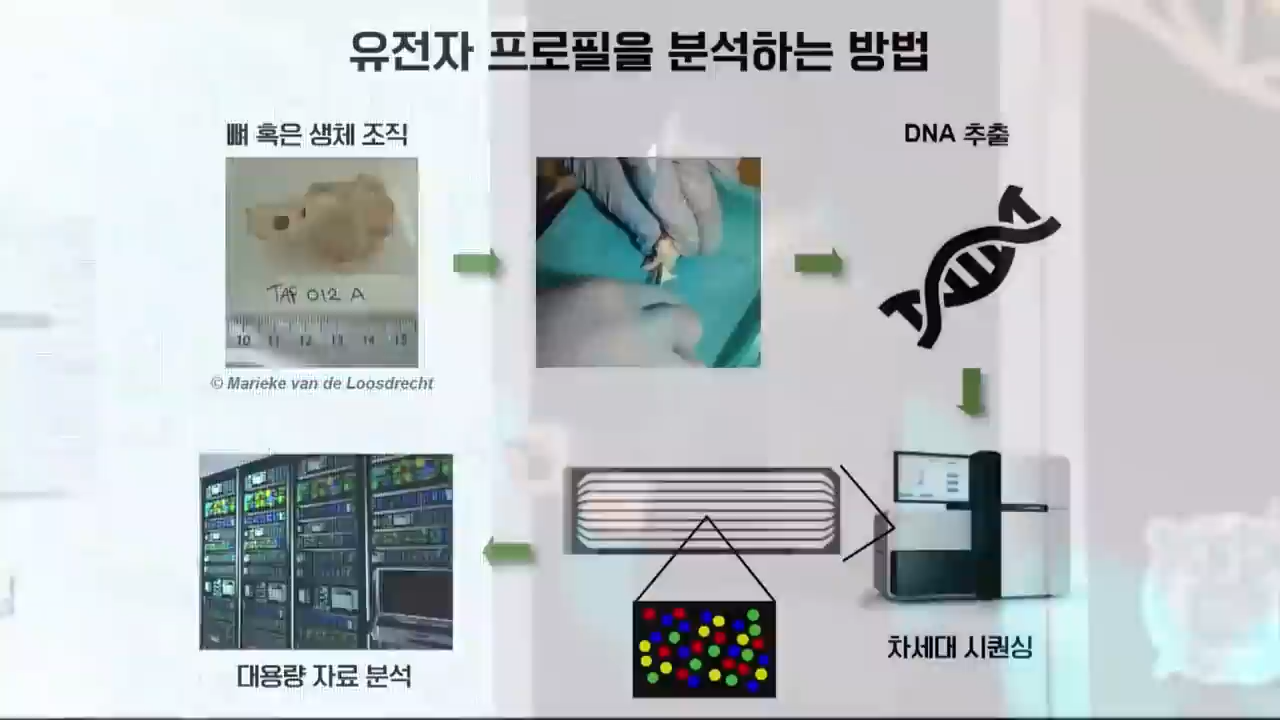 유전자 프로필을 분석하는 방법
뼈 혹은 생체 조직
DNA 추출
TAF 012 A
10 11 12 13 14 15
© Marieke van de Loosdrecht
차세대 시퀀싱
대용량 자료 분석